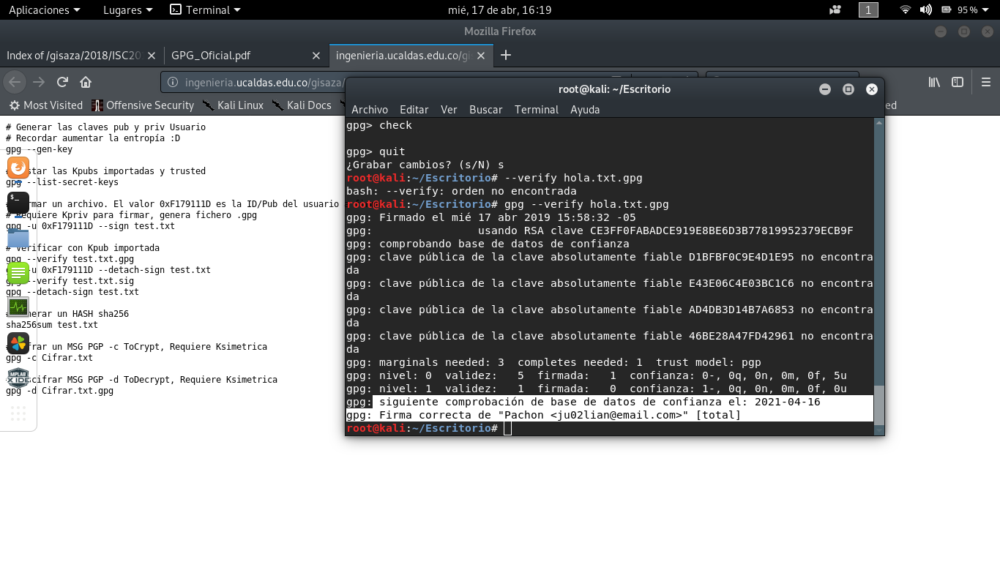 Aplicaciones Lugares Terminal mié, 17 de abr, 16:19 1 95 %
Mozilla Firefox
Index of /gisaza/2018/ISC20 GPG_Oficial.pdf ingenieria.ucaldas.edu.co/gi
ingenieria.ucaldas.edu.co/gisaza/
Most Visited Offensive Security Kali Linux Kali Docs ed
# Generar las claves pub y priv Usuario
# Recordar aumentar la entropía :D
gpg --gen-key
star las Kpubs importadas y trusted
gpg --list-secret-keys
rmar un archivo. El valor 0xF179111D es la ID/Pub del usuario
# Requiere Kpriv para firmar, genera fichero .gpg
gpg -u 0xF179111D --sign test.txt
# Verificar con Kpub importada
gpg --verify test.txt.gpg
gpg -u 0xF179111D --detach-sign test.txt
gpg --verify test.txt.sig
gpg --detach-sign test.txt
nerar un HASH sha256
sha256sum test.txt
frar un MSG PGP -c ToCrypt, Requiere Ksimetrica
gpg -c Cifrar.txt
scifrar MSG PGP -d ToDecrypt, Requiere Ksimetrica
gpg -d Cifrar.txt.gpg
MPLAB
X IDE
root@kali: ~/Escritorio
Archivo Editar Ver Buscar Terminal Ayuda
gpg> check
gpg> quit
¿Grabar cambios? (s/N) s
root@kali:~/Escritorio# --verify hola.txt.gpg
bash: --verify: orden no encontrada
root@kali:~/Escritorio# gpg --verify hola.txt.gpg
gpg: Firmado el mié 17 abr 2019 15:58:32 -05
gpg: usando RSA clave CE3FF0FABADCE919E8BE6D3B77819952379ECB9F
gpg: comprobando base de datos de confianza
gpg: clave pública de la clave absolutamente fiable D1BFBF0C9E4D1E95 no encontra
da
gpg: clave pública de la clave absolutamente fiable E43E06C4E03BC1C6 no encontra
da
gpg: clave pública de la clave absolutamente fiable AD4DB3D14B7A6853 no encontra
da
gpg: clave pública de la clave absolutamente fiable 46BE28A47FD42961 no encontra
da
gpg: marginals needed: 3 completes needed: 1 trust model: pgp
gpg: nivel: 0 validez: 5 firmada: 1 confianza: 0-, 0q, 0n, 0m, 0f, 5u
gpg: nivel: 1 validez: 1 firmada: 0 confianza: 1-, 0q, 0n, 0m, 0f, 0u
gpg: siguiente comprobación de base de datos de confianza el: 2021-04-16
gpg: Firma correcta de "Pachon <ju02lian@email.com>" [total]
root@kali:~/Escritorio#